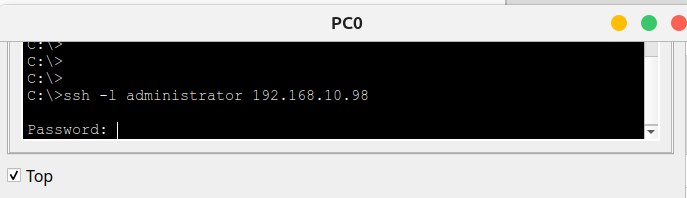 PC0
C:\>
C:\>
C:\>
C:\>ssh -l administrator 192.168.10.98
Password:
Top